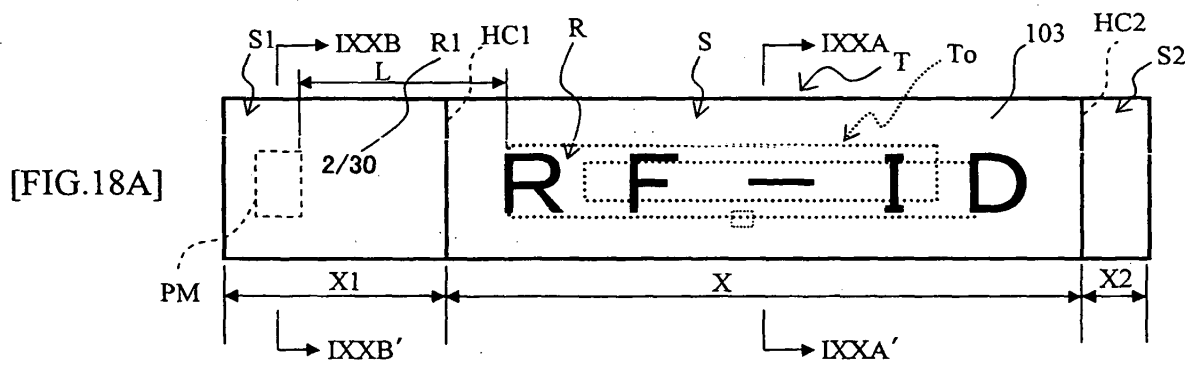 S1 IXXB R1 HC1 R S IXXA T To 103 HC2 S2
L
2/30
R F – I D
[FIG.18A]
PM X1 X X2
IXXB′ IXXA′